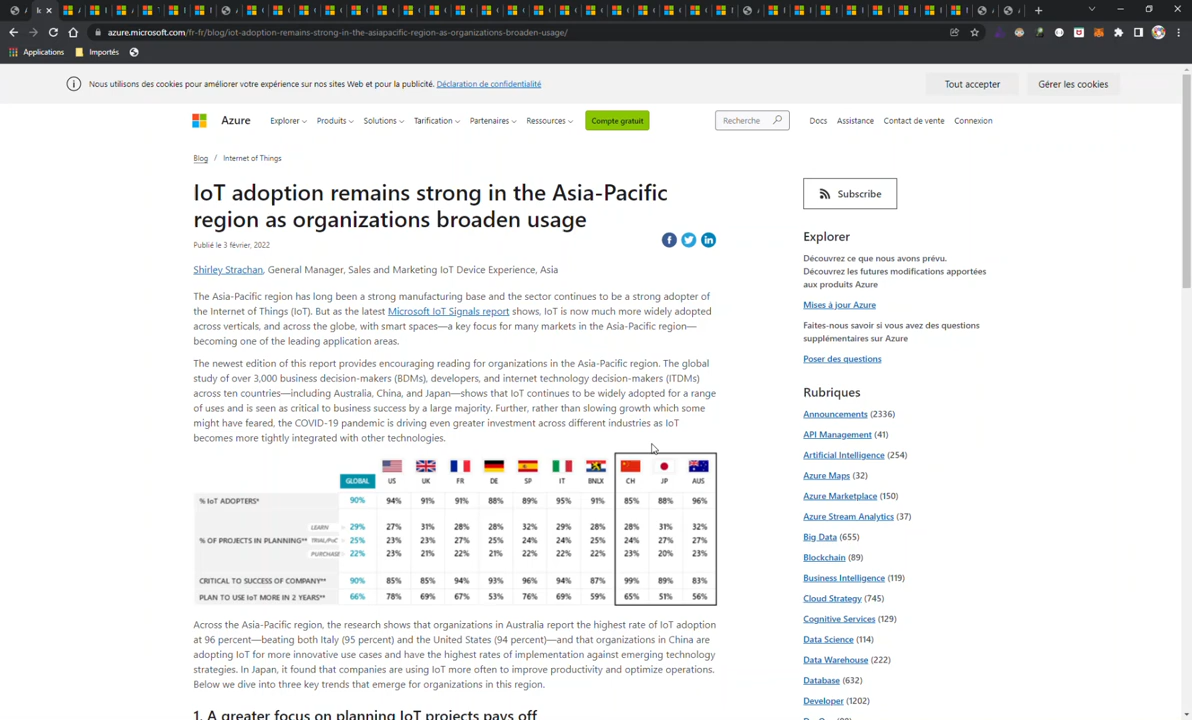 azure.microsoft.com/fr-fr/blog/iot-adoption-remains-strong-in-the-asiapacific-region-as-organizations-broaden-usage/
Applications
Importés
Nous utilisons des cookies pour améliorer votre expérience sur nos sites Web et pour la publicité. Déclaration de confidentialité
Tout accepter
Gérer les cookies
Azure
Explorer
Produits
Solutions
Tarification
Partenaires
Ressources
Compte gratuit
Recherche
Docs
Assistance
Contact de vente
Connexion
Blog / Internet of Things
IoT adoption remains strong in the Asia-Pacific
region as organizations broaden usage
Publié le 3 février, 2022
Shirley Strachan, General Manager, Sales and Marketing IoT Device Experience, Asia
The Asia-Pacific region has long been a strong manufacturing base and the sector continues to be a strong adopter of
the Internet of Things (IoT). But as the latest Microsoft IoT Signals report shows, IoT is now much more widely adopted
across verticals, and across the globe, with smart spaces—a key focus for many markets in the Asia-Pacific region—
becoming one of the leading application areas.
The newest edition of this report provides encouraging reading for organizations in the Asia-Pacific region. The global
study of over 3,000 business decision-makers (BDMs), developers, and internet technology decision-makers (ITDMs)
across ten countries—including Australia, China, and Japan—shows that IoT continues to be widely adopted for a range
of uses and is seen as critical to business success by a large majority. Further, rather than slowing growth which some
might have feared, the COVID-19 pandemic is driving even greater investment across different industries as IoT
becomes more tightly integrated with other technologies.
GLOBAL US UK FR DE SP IT BNLX CH JP AUS
% IoT ADOPTERS* 90% 94% 91% 91% 88% 89% 95% 91% 85% 88% 96%
LEARN 29% 27% 31% 28% 28% 32% 29% 28% 28% 31% 32%
% OF PROJECTS IN PLANNING** TRIAL/PoC 25% 23% 23% 27% 25% 24% 24% 25% 24% 27% 27%
PURCHASE 22% 23% 21% 22% 21% 22% 22% 22% 23% 20% 23%
CRITICAL TO SUCCESS OF COMPANY** 90% 85% 85% 94% 93% 96% 94% 87% 99% 89% 83%
PLAN TO USE IoT MORE IN 2 YEARS** 66% 78% 69% 67% 53% 76% 69% 59% 65% 51% 56%
Across the Asia-Pacific region, the research shows that organizations in Australia report the highest rate of IoT adoption
at 96 percent—beating both Italy (95 percent) and the United States (94 percent)—and that organizations in China are
adopting IoT for more innovative use cases and have the highest rates of implementation against emerging technology
strategies. In Japan, it found that companies are using IoT more often to improve productivity and optimize operations.
Below we dive into three key trends that emerge for organizations in this region.
1. A greater focus on planning IoT projects pays off
Subscribe
Explorer
Découvrez ce que nous avons prévu.
Découvrez les futures modifications apportées
aux produits Azure
Mises à jour Azure
Faites-nous savoir si vous avez des questions
supplémentaires sur Azure
Poser des questions
Rubriques
Announcements (2336)
API Management (41)
Artificial Intelligence (254)
Azure Maps (32)
Azure Marketplace (150)
Azure Stream Analytics (37)
Big Data (655)
Blockchain (89)
Business Intelligence (119)
Cloud Strategy (745)
Cognitive Services (129)
Data Science (114)
Data Warehouse (222)
Database (632)
Developer (1202)